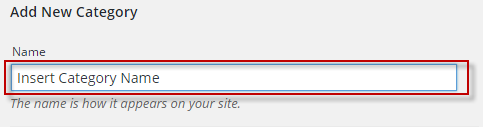 Add New Category
Name
Insert Category Name
The name is how it appears on your site.